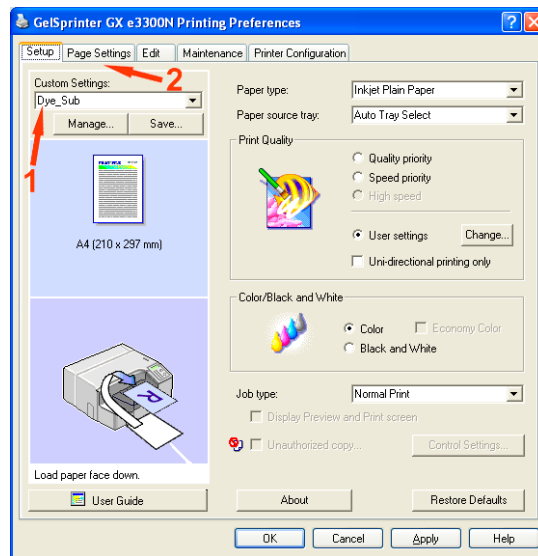 GelSprinter GX e3300N Printing Preferences
Setup
Page Settings
Edit
Maintenance
Printer Configuration
2
Custom Settings:
Dye_Sub
Manage...
Save...
1
A4 (210 x 297 mm)
R
Load paper face down.
User Guide
Paper type:
Inkjet Plain Paper
Paper source tray:
Auto Tray Select
Print Quality
Quality priority
Speed priority
High speed
User settings
Change...
Uni-directional printing only
Color/Black and White
Color
Economy Color
Black and White
Job type:
Normal Print
Display Preview and Print screen
Unauthorized copy...
Control Settings...
About
Restore Defaults
OK
Cancel
Apply
Help